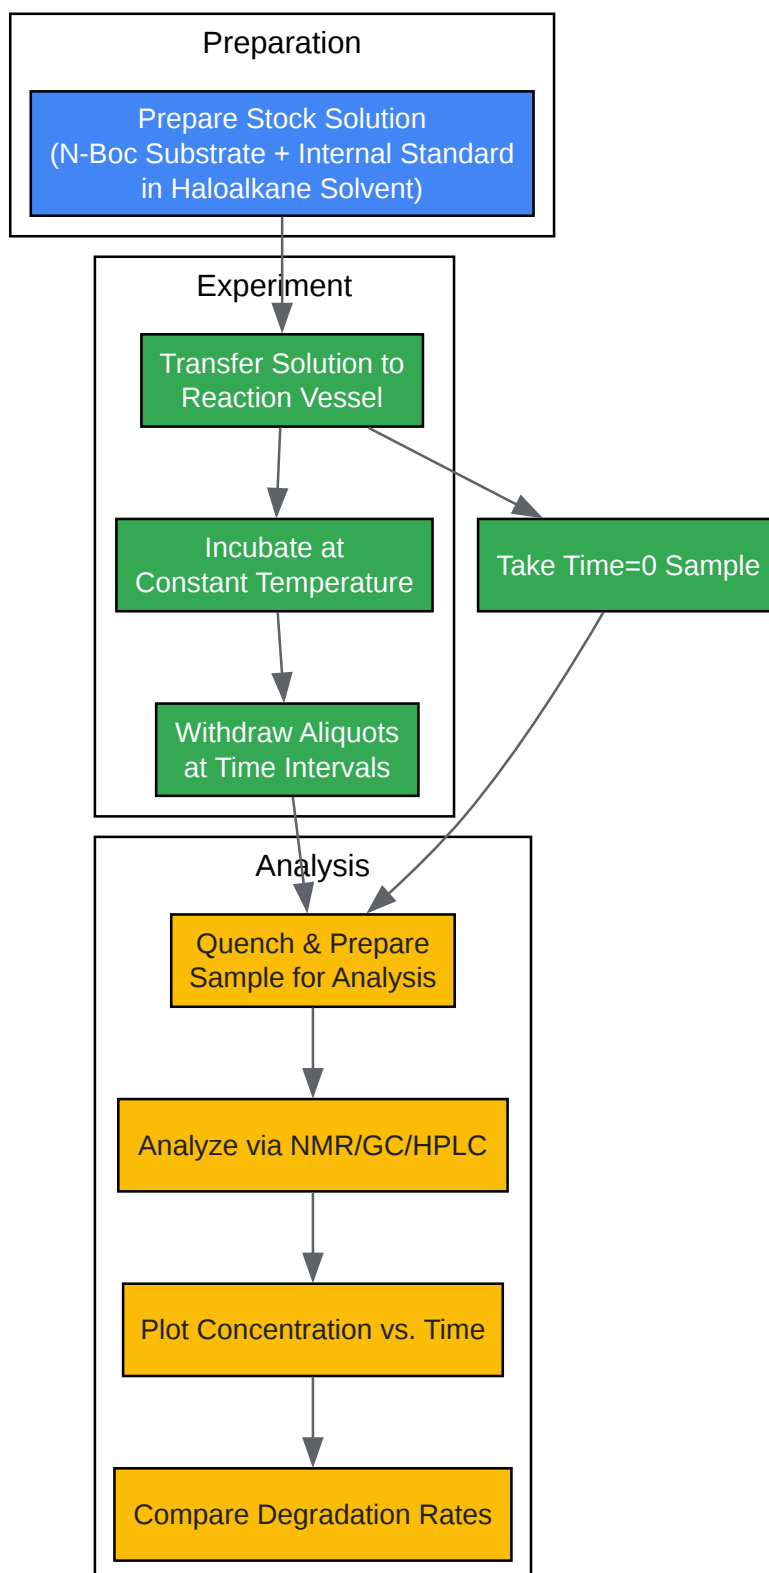 Preparation
Prepare Stock Solution
(N-Boc Substrate + Internal Standard
in Haloalkane Solvent)
Experiment
Transfer Solution to
Reaction Vessel
Incubate at
Constant Temperature
Take Time=0 Sample
Withdraw Aliquots
at Time Intervals
Analysis
Quench & Prepare
Sample for Analysis
Analyze via NMR/GC/HPLC
Plot Concentration vs. Time
Compare Degradation Rates